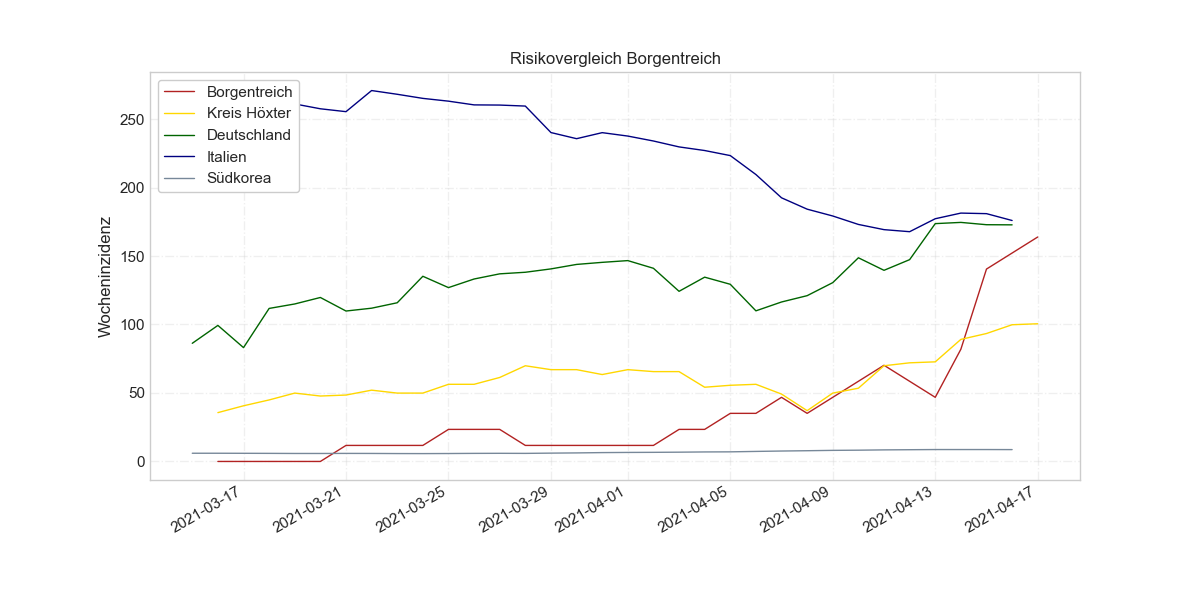 Risikovergleich Borgentreich
Borgentreich
Kreis Höxter
Deutschland
Italien
Südkorea
Wocheninzidenz
250
200
150
100
50
0
2021-03-17
2021-03-21
2021-03-25
2021-03-29
2021-04-01
2021-04-05
2021-04-09
2021-04-13
2021-04-17